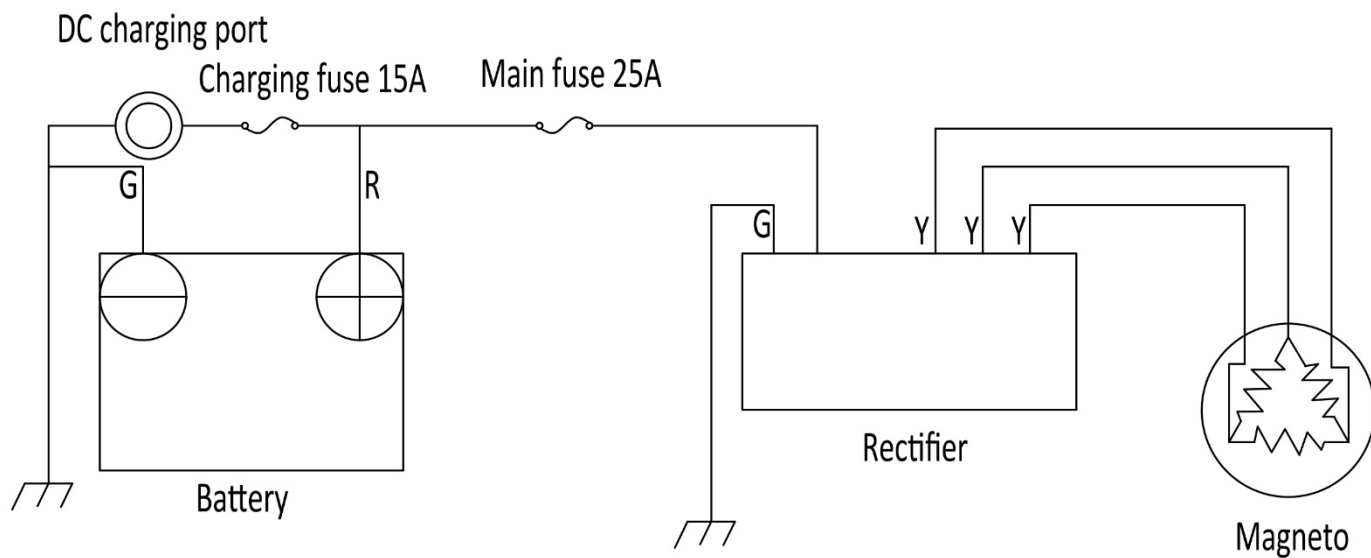 DC charging port
Charging fuse 15A
Main fuse 25A
G
R
G
Y
Y
Y
Battery
Rectifier
Magneto